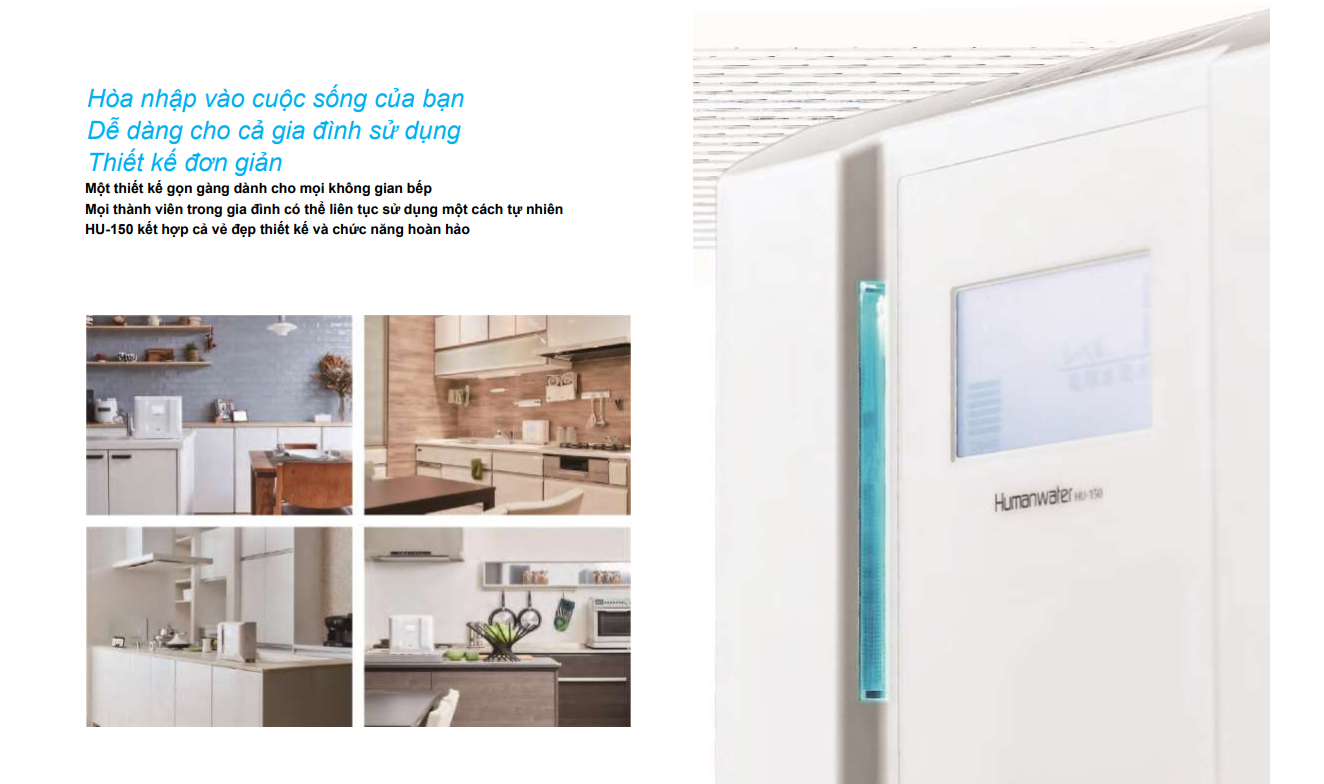 Hòa nhập vào cuộc sống của bạn
Dễ dàng cho cả gia đình sử dụng
Thiết kế đơn giản
Một thiết kế gọn gàng dành cho mọi không gian bếp
Mọi thành viên trong gia đình có thể liên tục sử dụng một cách tự nhiên
HU-150 kết hợp cả vẻ đẹp thiết kế và chức năng hoàn hảo
Humanwater HU-150